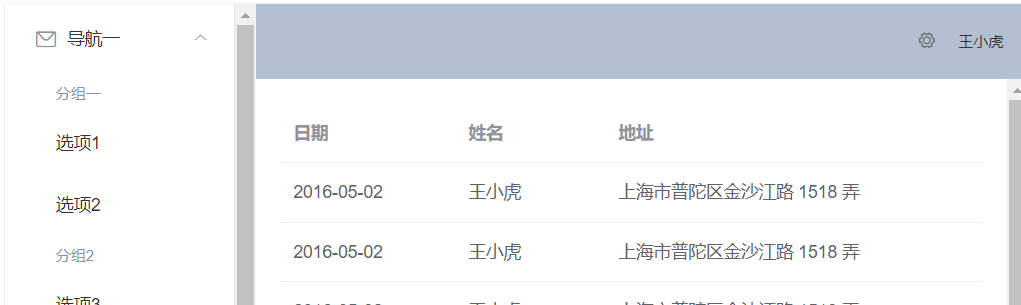 导航一
分组一
选项1
选项2
分组2
选项3
王小虎
日期 姓名 地址
2016-05-02 王小虎 上海市普陀区金沙江路 1518 弄
2016-05-02 王小虎 上海市普陀区金沙江路 1518 弄